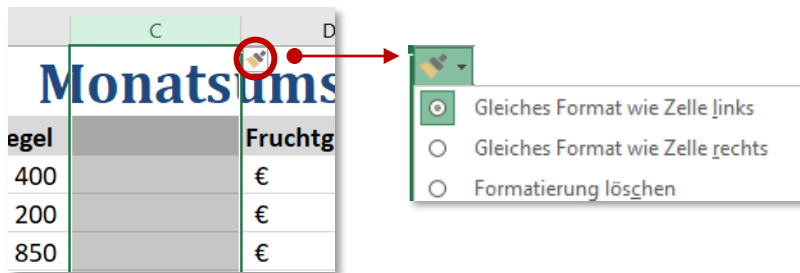 C D
Monatsums
egel Fruchtg
400 €
200 €
850 €
Gleiches Format wie Zelle links
Gleiches Format wie Zelle rechts
Formatierung löschen